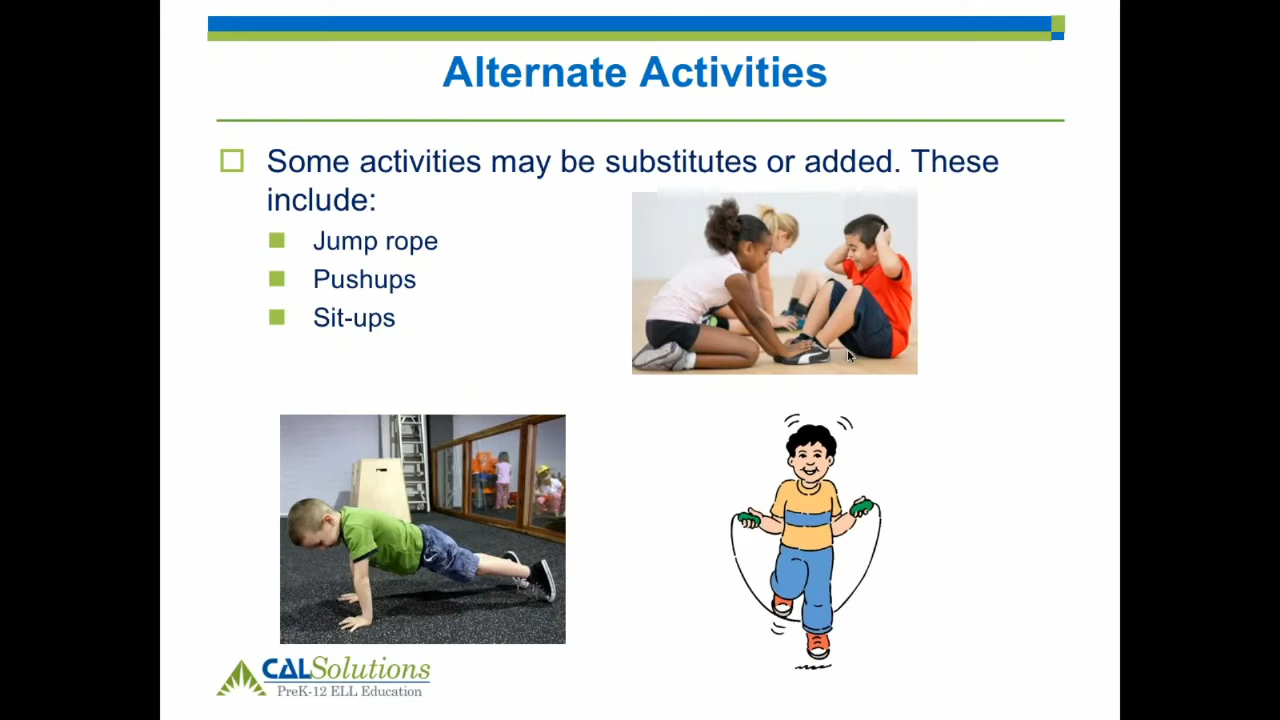 Alternate Activities
Some activities may be substitutes or added. These
include:
Jump rope
Pushups
Sit-ups
CALSolutions
PreK-12 ELL Education